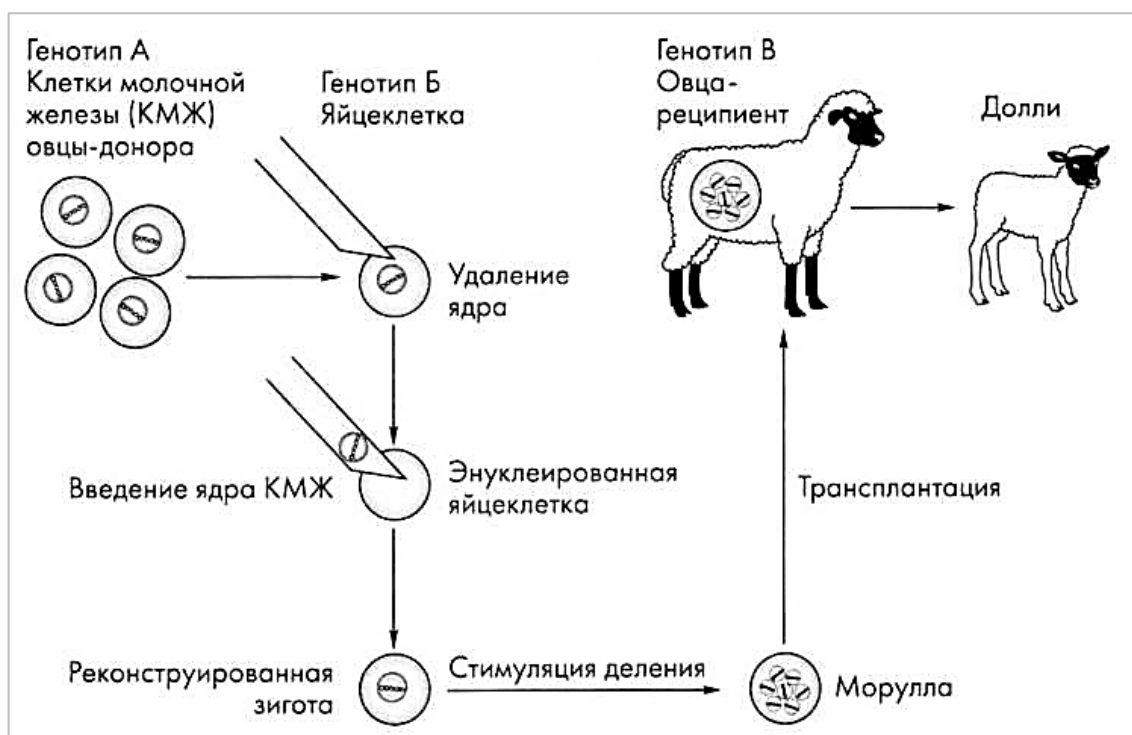 Генотип А
Клетки молочной
железы (КМЖ)
овцы-донора
Генотип Б
Яйцеклетка
Удаление
ядра
Введение ядра КМЖ
Энуклеированная
яйцеклетка
Реконструированная
зигота
Стимуляция деления
Морулла
Трансплантация
Генотип В
Овца-
реципиент
Долли